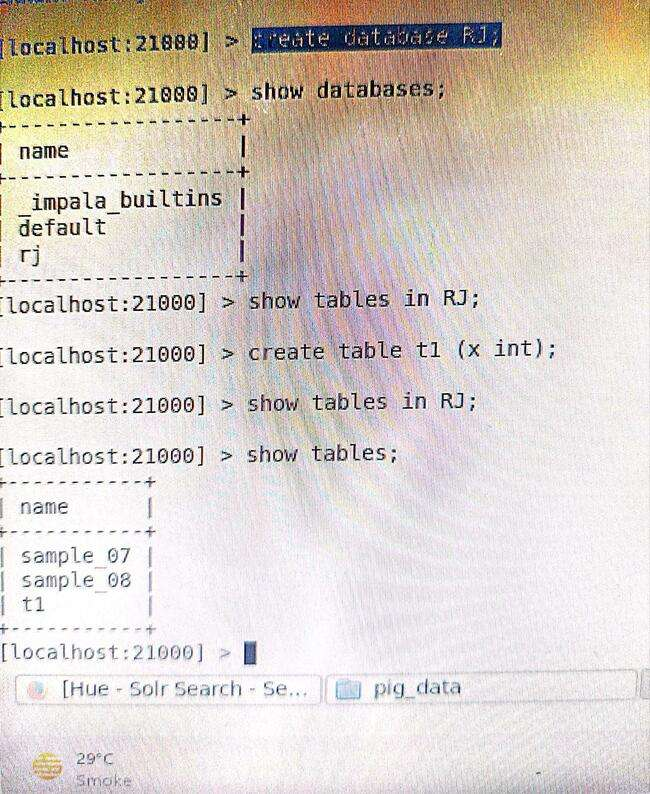 [localhost:21000] > create database RJ;
[localhost:21000] > show databases;
+------------------+
| name             |
+------------------+
| _impala_builtins |
| default          |
| rj               |
+------------------+
[localhost:21000] > show tables in RJ;
[localhost:21000] > create table t1 (x int);
[localhost:21000] > show tables in RJ;
[localhost:21000] > show tables;
+-----------+
| name      |
+-----------+
| sample_07 |
| sample_08 |
| t1        |
+-----------+
[localhost:21000] >
[Hue - Solr Search - Se... pig_data
29°C
Smoke